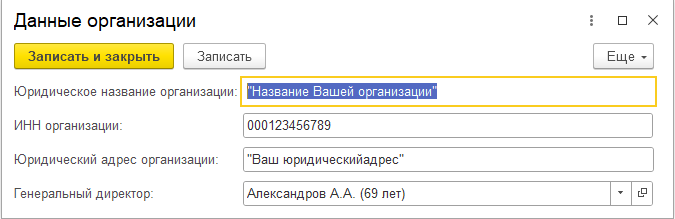 Данные организации
Записать и закрыть Записать Еще
Юридическое название организации: "Название Вашей организации"
ИНН организации: 000123456789
Юридический адрес организации: "Ваш юридическийадрес"
Генеральный директор: Александров А.А. (69 лет)